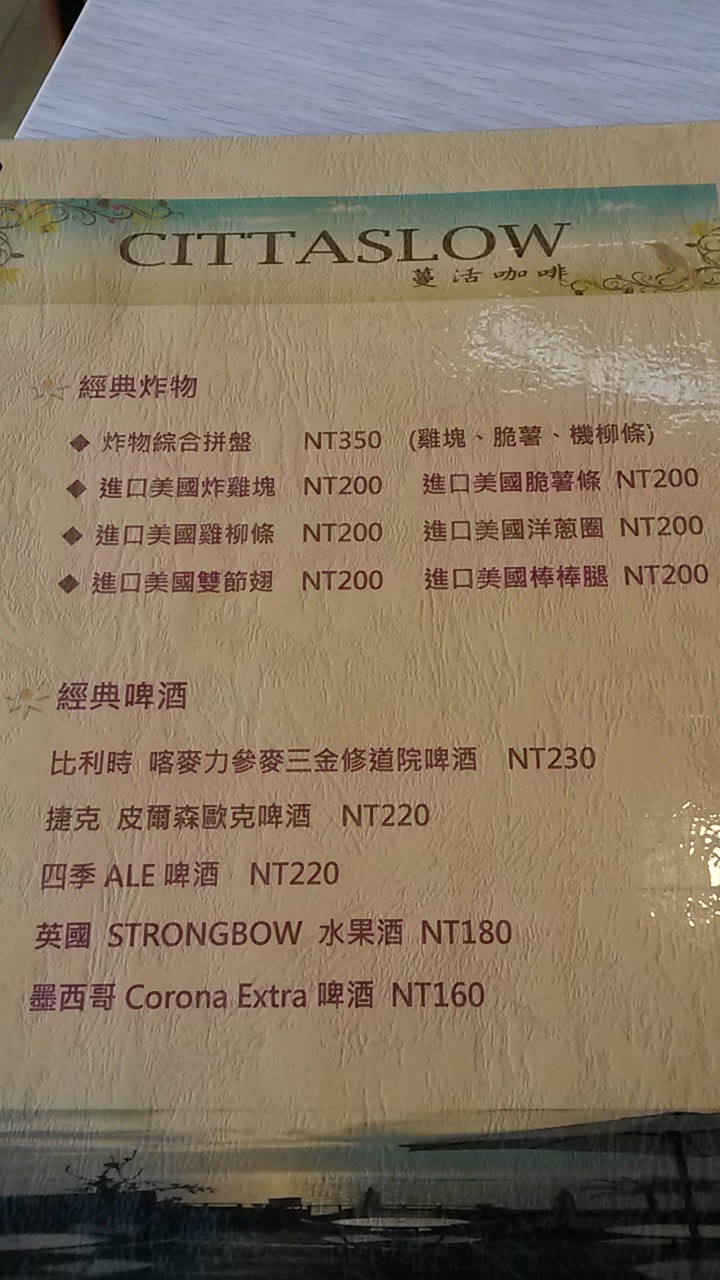 CITTASLOW
蔓活咖啡
經典炸物
◆ 炸物綜合拼盤 NT350 (雞塊、脆薯、機柳條)
◆ 進口美國炸雞塊 NT200 進口美國脆薯條 NT200
◆ 進口美國雞柳條 NT200 進口美國洋蔥圈 NT200
◆ 進口美國雙節翅 NT200 進口美國棒棒腿 NT200
經典啤酒
比利時 喀麥力參麥三金修道院啤酒 NT230
捷克 皮爾森歐克啤酒 NT220
四季 ALE 啤酒 NT220
英國 STRONGBOW 水果酒 NT180
墨西哥 Corona Extra 啤酒 NT160